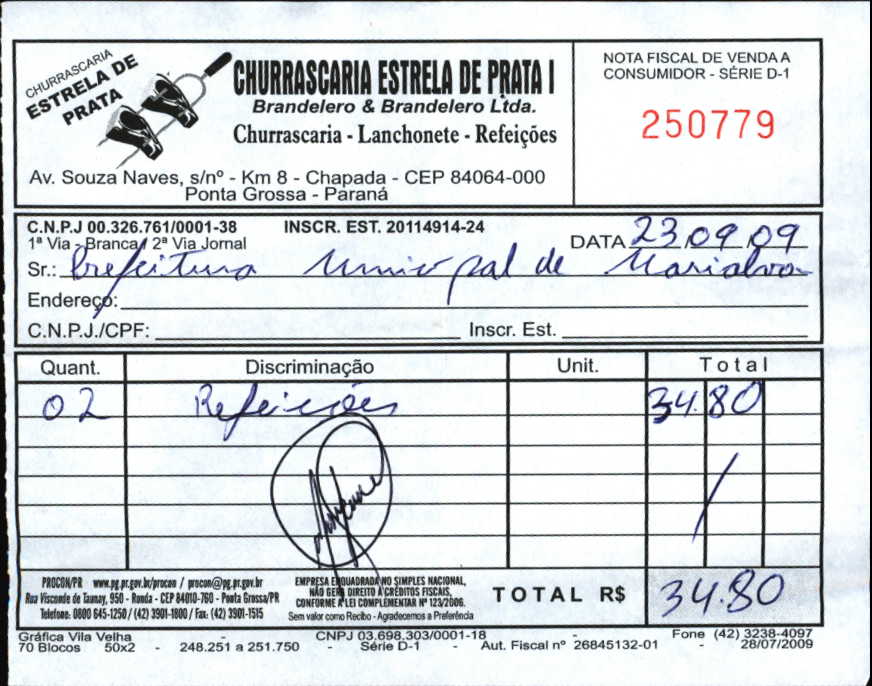 CHURRASCARIA
ESTRELA DE
PRATA
CHURRASCARIA ESTRELA DE PRATA I
Brandelero & Brandelero Ltda.
Churrascaria - Lanchonete - Refeições
Av. Souza Naves, s/nº - Km 8 - Chapada - CEP 84064-000
Ponta Grossa - Paraná
NOTA FISCAL DE VENDA A
CONSUMIDOR - SÉRIE D-1
250779
C.N.P.J 00.326.761/0001-38 INSCR. EST. 20114914-24
1ª Via - Branca / 2ª Via Jornal
DATA 23/09/09
Sr.: Prefeitura Municipal de Marialva
Endereço:
C.N.P.J./CPF: Inscr. Est.
Quant. Discriminação Unit. Total
02 Refeições 34.80
PROCON/PR www.pg.pr.gov.br/procon / procon@pg.pr.gov.br
Rua Visconde de Taunay, 950 - Ronda - CEP 84010-760 - Ponta Grossa/PR
Telefone: 0800 645-1250 / (42) 3901-1800 / Fax: (42) 3901-1515
EMPRESA ENQUADRADA NO SIMPLES NACIONAL,
NÃO GERA DIREITO A CRÉDITOS FISCAIS,
CONFORME A LEI COMPLEMENTAR Nº 123/2006.
Sem valor como Recibo - Agradecemos a Preferência
TOTAL R$ 34.80
Gráfica Vila Velha - CNPJ 03.698.303/0001-18 - Fone (42) 3238-4097
70 Blocos 50x2 - 248.251 a 251.750 - Série D-1 - Aut. Fiscal nº 26845132-01 - 28/07/2009